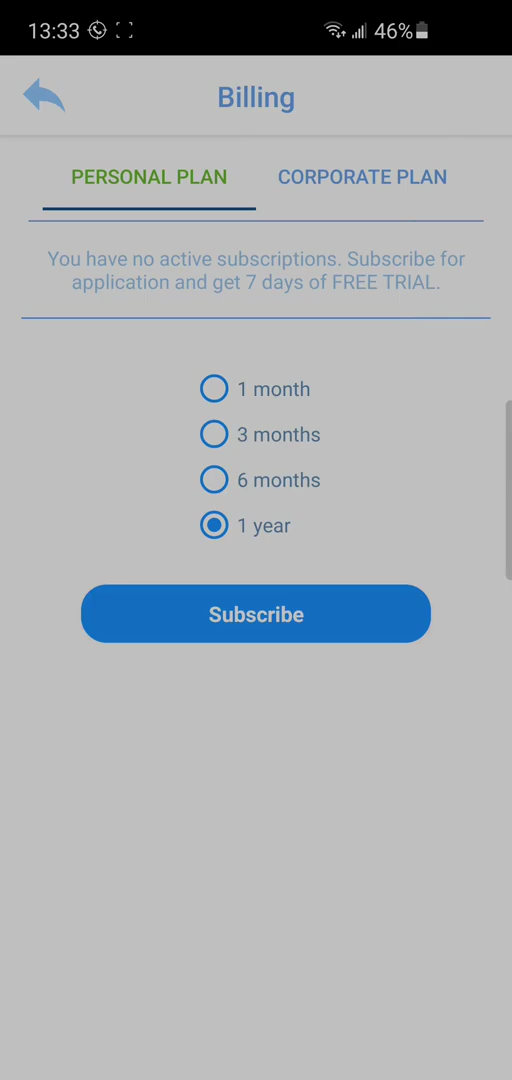 13:33 46%
Billing
PERSONAL PLAN CORPORATE PLAN
You have no active subscriptions. Subscribe for
application and get 7 days of FREE TRIAL.
1 month
3 months
6 months
1 year
Subscribe